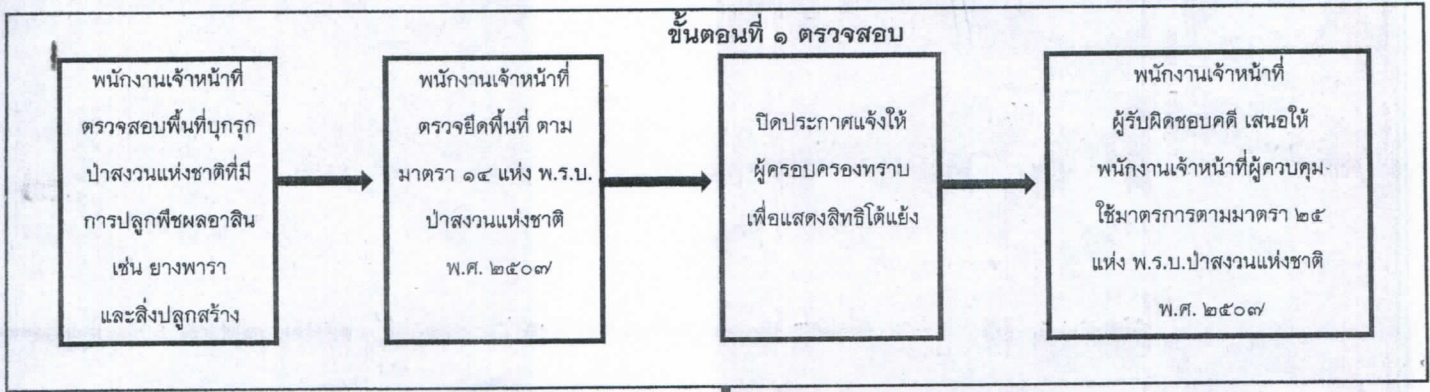 ขั้นตอนที่ ๑ ตรวจสอบ
พนักงานเจ้าหน้าที่
ตรวจสอบพื้นที่บุกรุก
ป่าสงวนแห่งชาติที่มี
การปลูกพืชผลอาสิน
เช่น ยางพารา
และสิ่งปลูกสร้าง
พนักงานเจ้าหน้าที่
ตรวจยึดพื้นที่ ตาม
มาตรา ๑๔ แห่ง พ.ร.บ.
ป่าสงวนแห่งชาติ
พ.ศ. ๒๕๐๗
ปิดประกาศแจ้งให้
ผู้ครอบครองทราบ
เพื่อแสดงสิทธิโต้แย้ง
พนักงานเจ้าหน้าที่
ผู้รับผิดชอบคดี เสนอให้
พนักงานเจ้าหน้าที่ผู้ควบคุม
ใช้มาตรการตามมาตรา ๒๕
แห่ง พ.ร.บ.ป่าสงวนแห่งชาติ
พ.ศ. ๒๕๐๗